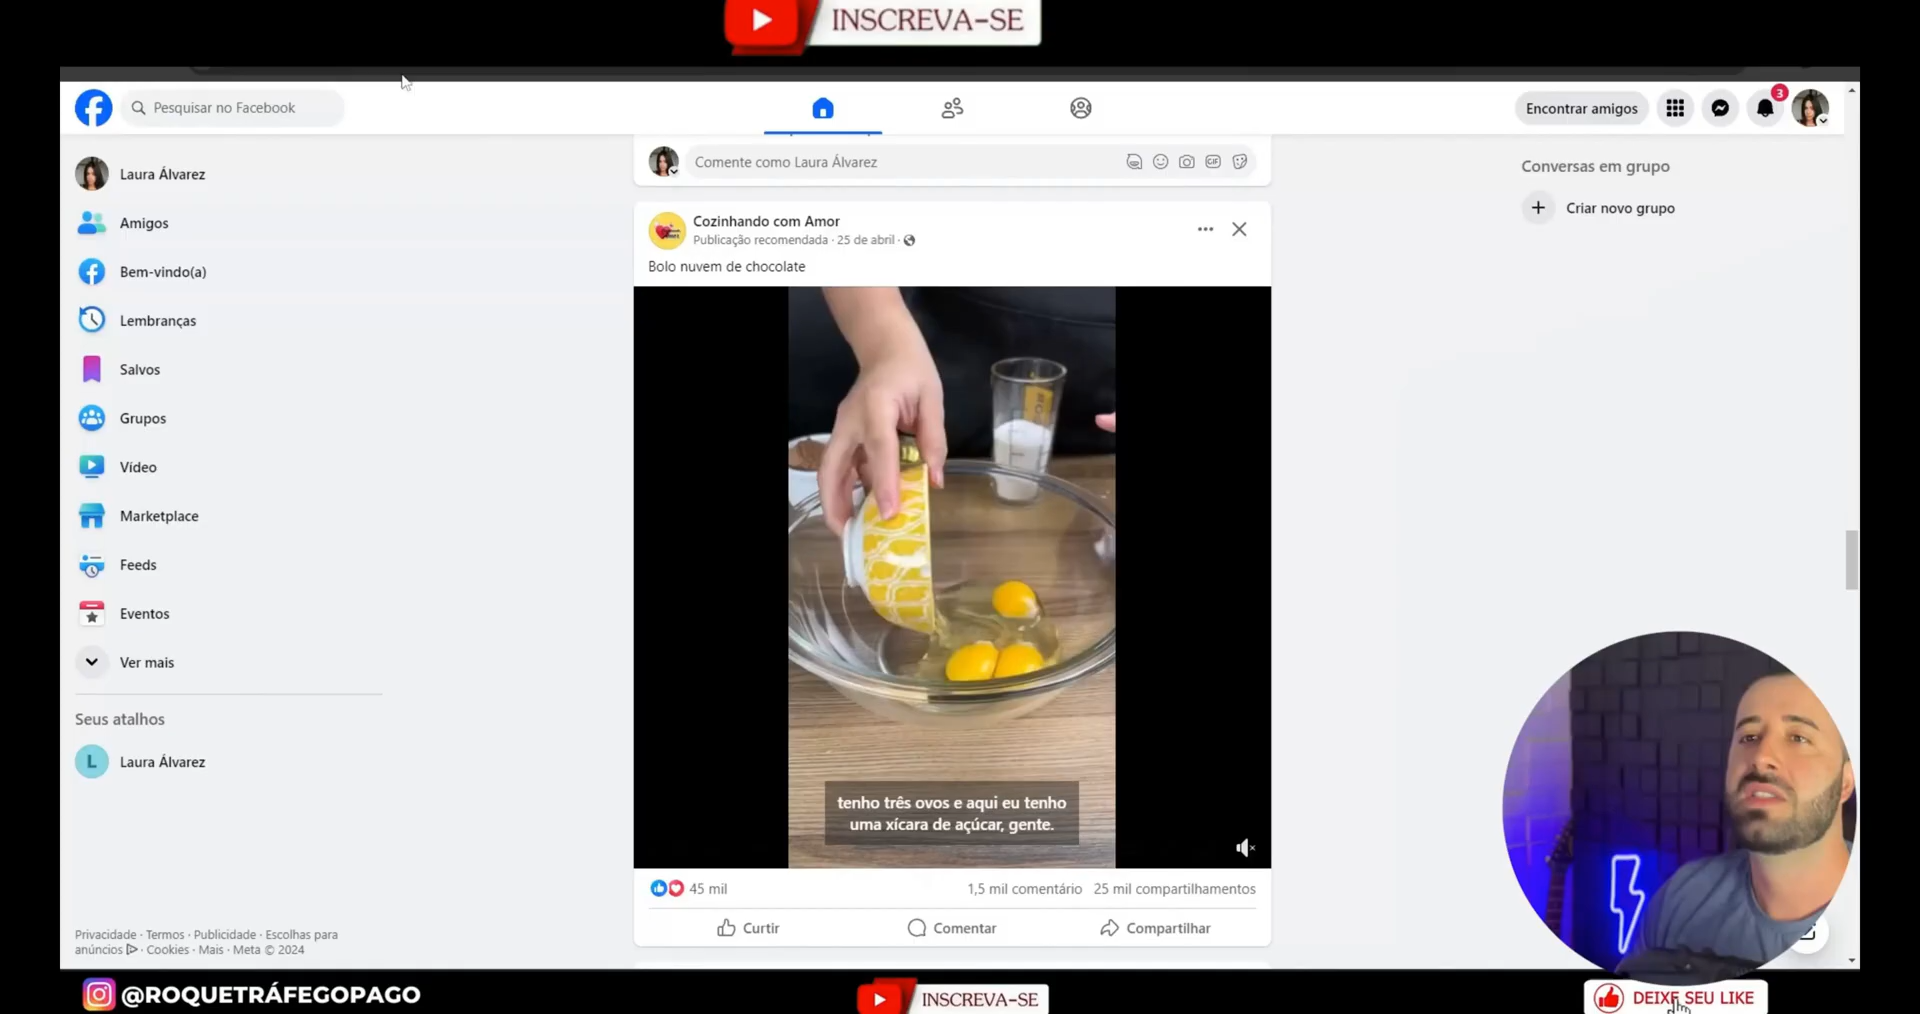 INSCREVA-SE
Pesquisar no Facebook
Encontrar amigos
3
Laura Álvarez
Amigos
Bem-vindo(a)
Lembranças
Salvos
Grupos
Vídeo
Marketplace
Feeds
Eventos
Ver mais
Seus atalhos
L
Laura Álvarez
Privacidade · Termos · Publicidade · Escolhas para
anúncios · Cookies · Mais · Meta © 2024
Comente como Laura Álvarez
GIF
Cozinhando com Amor
Publicação recomendada · 25 de abril ·
Bolo nuvem de chocolate
tenho três ovos e aqui eu tenho
uma xícara de açúcar, gente.
45 mil
1,5 mil comentário 25 mil compartilhamentos
Curtir
Comentar
Compartilhar
Conversas em grupo
Criar novo grupo
@ROQUETRÁFEGOPAGO
INSCREVA-SE
DEIXE SEU LIKE